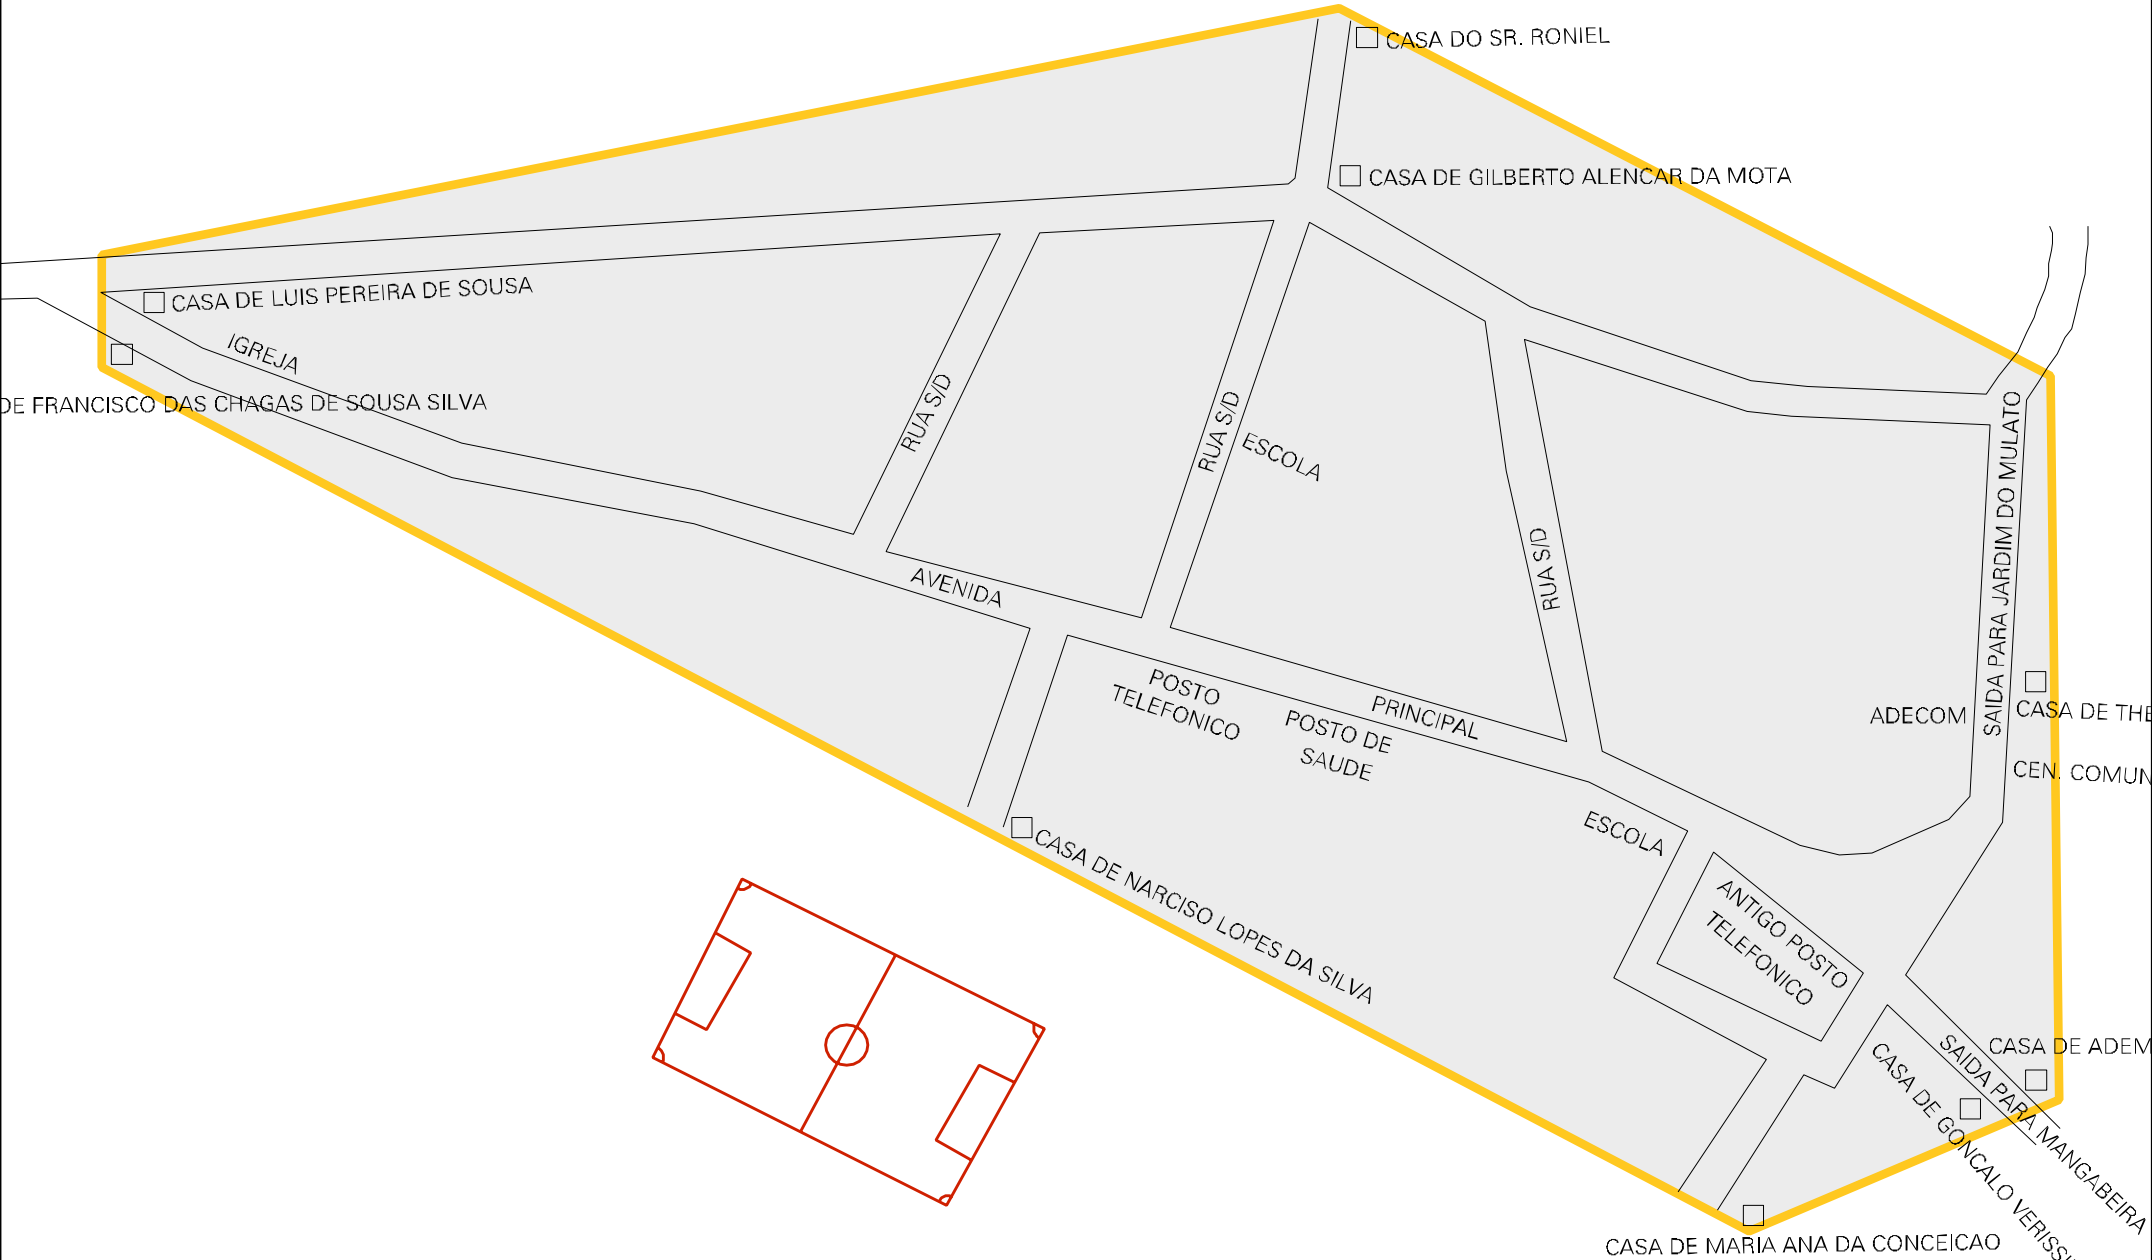 CASA DO SR. RONIEL
CASA DE GILBERTO ALENCAR DA MOTA
CASA DE LUIS PEREIRA DE SOUSA
IGREJA
DE FRANCISCO DAS CHAGAS DE SOUSA SILVA
RUA S/D
RUA S/D
ESCOLA
RUA S/D
SAIDA PARA JARDIM DO MULATO
AVENIDA
POSTO
TELEFONICO
PRINCIPAL
POSTO DE
SAUDE
ADECOM
CASA DE THE
CEN. COMUN
ESCOLA
CASA DE NARCISO LOPES DA SILVA
ANTIGO POSTO
TELEFONICO
CASA DE ADEM
SAIDA PARA MANGABEIRA
CASA DE GONCALO VERISSI
CASA DE MARIA ANA DA CONCEICAO